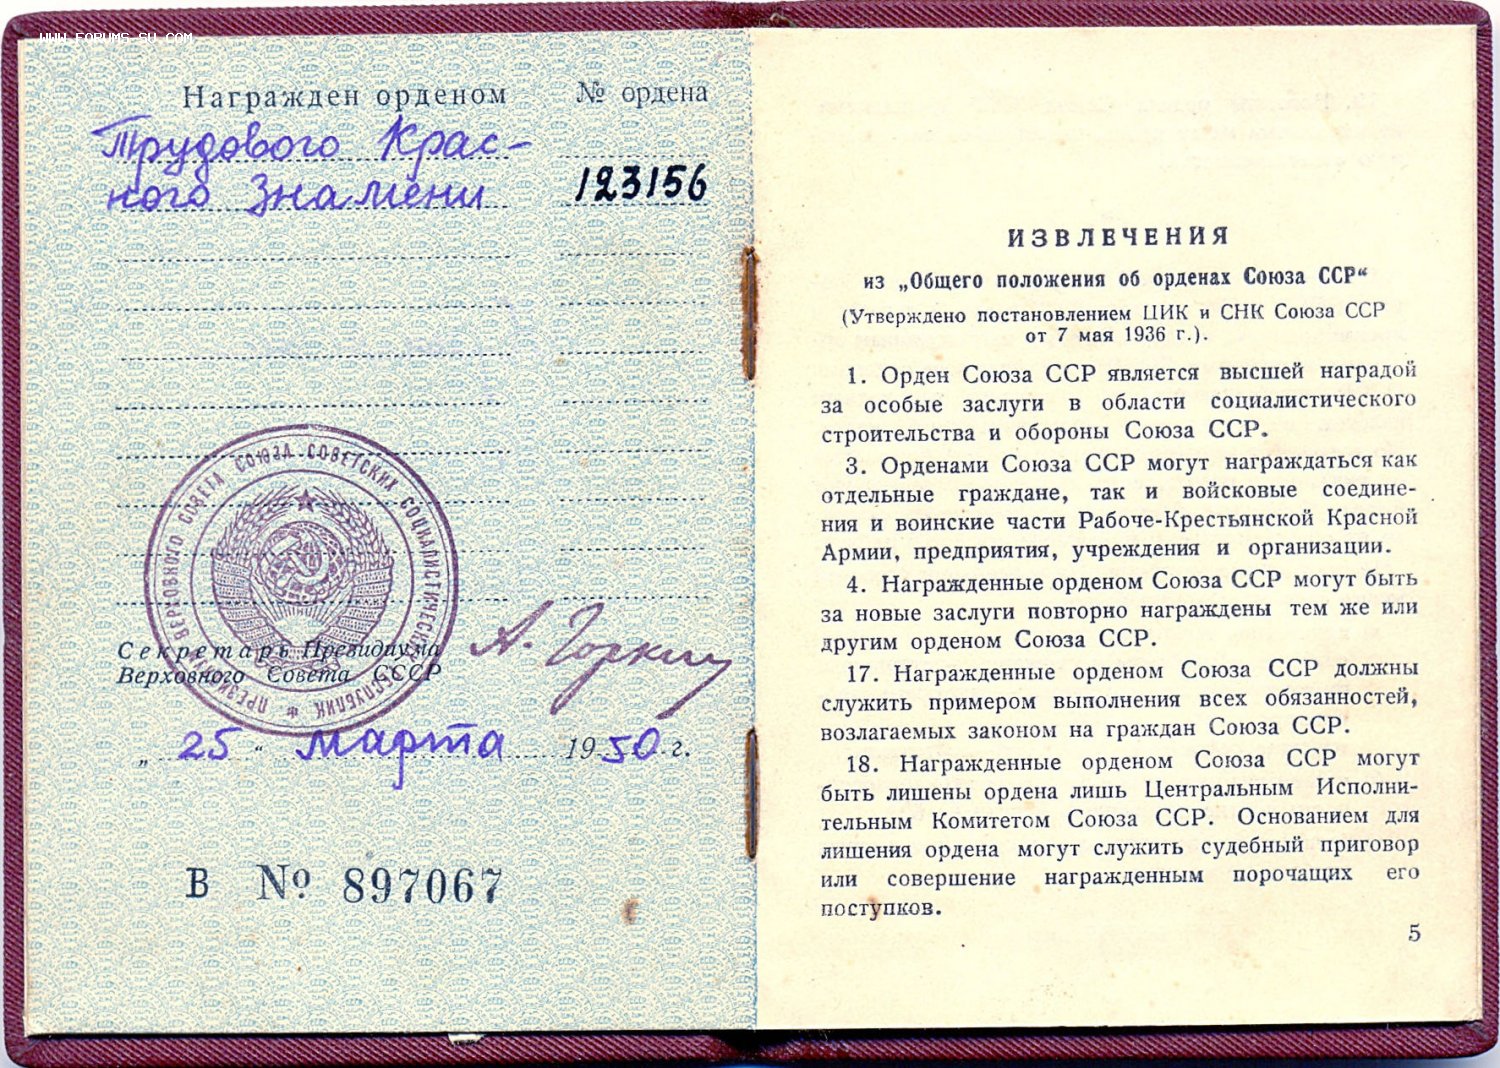 WWW.FORUMS-SU.COM
Награжден орденом № ордена
Трудового Крас-
ного Знамени 123156
ПРЕЗИДИУМ ВЕРХОВНОГО СОВЕТА СОЮЗА СОВЕТСКИХ СОЦИАЛИСТИЧЕСКИХ РЕСПУБЛИК *
Секретарь Президиума
Верховного Совета СССР
А. Горкин
„25“ марта 1950 г.
В № 897067
ИЗВЛЕЧЕНИЯ
из „Общего положения об орденах Союза ССР“
(Утверждено постановлением ЦИК и СНК Союза ССР
от 7 мая 1936 г.).
1. Орден Союза ССР является высшей наградой
за особые заслуги в области социалистического
строительства и обороны Союза ССР.
3. Орденами Союза ССР могут награждаться как
отдельные граждане, так и войсковые соедине-
ния и воинские части Рабоче-Крестьянской Красной
Армии, предприятия, учреждения и организации.
4. Награжденные орденом Союза ССР могут быть
за новые заслуги повторно награждены тем же или
другим орденом Союза ССР.
17. Награжденные орденом Союза ССР должны
служить примером выполнения всех обязанностей,
возлагаемых законом на граждан Союза ССР.
18. Награжденные орденом Союза ССР могут
быть лишены ордена лишь Центральным Исполни-
тельным Комитетом Союза ССР. Основанием для
лишения ордена могут служить судебный приговор
или совершение награжденным порочащих его
поступков.
5